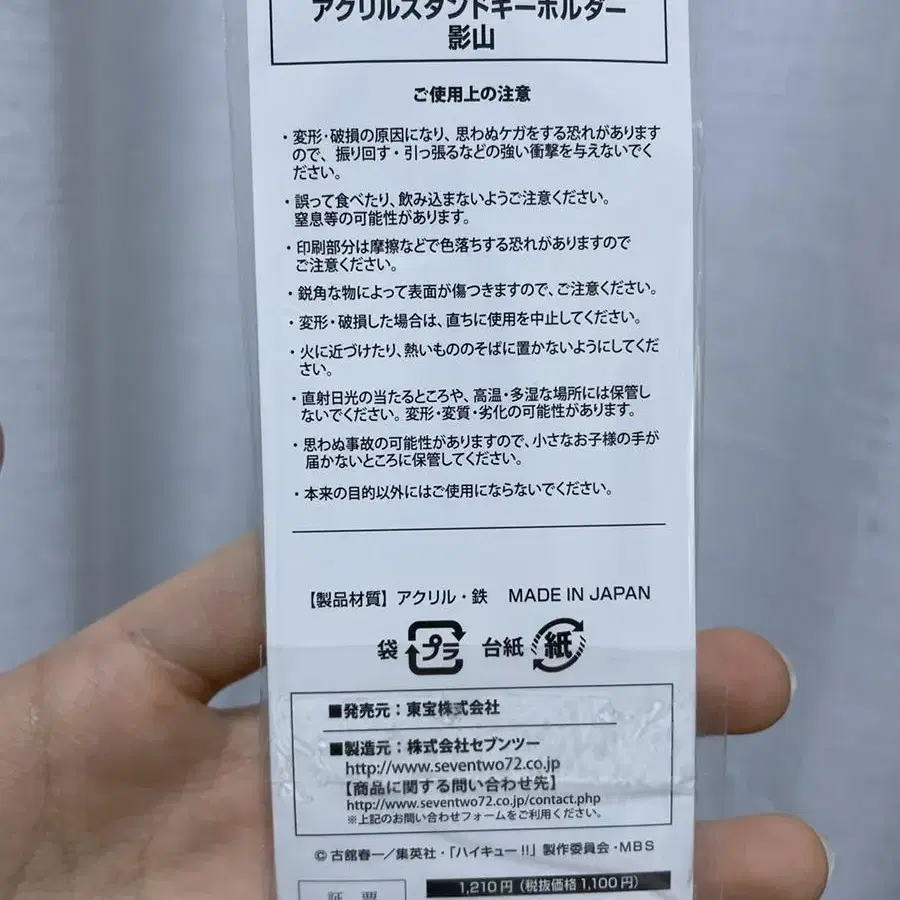 アクリルスタンドキーホルダー
影山
ご使用上の注意
・変形・破損の原因になり、思わぬケガをする恐れがあります
ので、振り回す・引っ張るなどの強い衝撃を与えないでく
ださい。
・誤って食べたり、飲み込まないようご注意ください。
窒息等の可能性があります。
・印刷部分は摩擦などで色落ちする恐れがありますので
ご注意ください。
・鋭角な物によって表面が傷つきますので、ご注意ください。
・変形・破損した場合は、直ちに使用を中止してください。
・火に近づけたり、熱いもののそばに置かないようにしてくだ
さい。
・直射日光の当たるところや、高温・多湿な場所には保管し
ないでください。変形・変質・劣化の可能性があります。
・思わぬ事故の可能性がありますので、小さなお子様の手が
届かないところに保管してください。
・本来の目的以外にはご使用にならないでください。
【製品材質】アクリル・鉄 MADE IN JAPAN
袋 プラ 台紙 紙
■発売元：東宝株式会社
■製造元：株式会社セブンツー
http://www.seventwo72.co.jp
【商品に関する問い合わせ先】
http://www.seventwo72.co.jp/contact.php
※上記のお問い合わせフォームをご利用ください。
©古舘春一／集英社・「ハイキュー!!」製作委員会・MBS
証 票
1,210円（税抜価格1,100円）